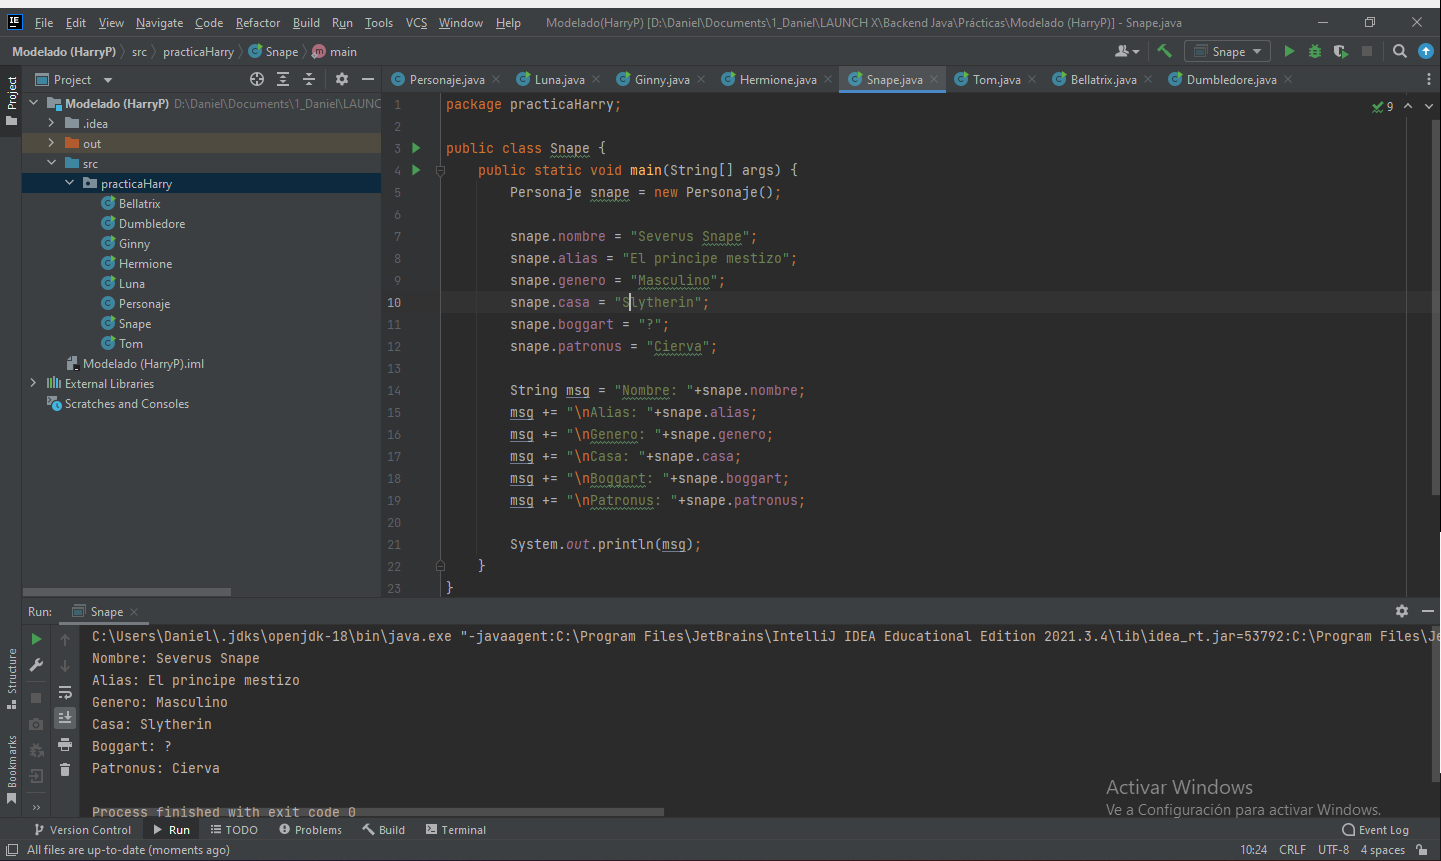 File Edit View Navigate Code Refactor Build Run Tools VCS Window Help Modelado(HarryP) [D:\Daniel\Documents\1_Daniel\LAUNCH X\Backend Java\Prácticas\Modelado (HarryP)] - Snape.java
Modelado (HarryP) src practicaHarry Snape main Snape
Project
Personaje.java Luna.java Ginny.java Hermione.java Snape.java Tom.java Bellatrix.java Dumbledore.java
Project
Modelado (HarryP) D:\Daniel\Documents\1_Daniel\LAUNC
.idea
out
src
practicaHarry
Bellatrix
Dumbledore
Ginny
Hermione
Luna
Personaje
Snape
Tom
Modelado (HarryP).iml
External Libraries
Scratches and Consoles
9
1 package practicaHarry;
2
3 public class Snape {
4 public static void main(String[] args) {
5 Personaje snape = new Personaje();
6
7 snape.nombre = "Severus Snape";
8 snape.alias = "El principe mestizo";
9 snape.genero = "Masculino";
10 snape.casa = "Slytherin";
11 snape.boggart = "?";
12 snape.patronus = "Cierva";
13
14 String msg = "Nombre: "+snape.nombre;
15 msg += "\nAlias: "+snape.alias;
16 msg += "\nGenero: "+snape.genero;
17 msg += "\nCasa: "+snape.casa;
18 msg += "\nBoggart: "+snape.boggart;
19 msg += "\nPatronus: "+snape.patronus;
20
21 System.out.println(msg);
22 }
23 }
Run: Snape
C:\Users\Daniel\.jdks\openjdk-18\bin\java.exe "-javaagent:C:\Program Files\JetBrains\IntelliJ IDEA Educational Edition 2021.3.4\lib\idea_rt.jar=53792:C:\Program Files\Je
Nombre: Severus Snape
Alias: El principe mestizo
Genero: Masculino
Casa: Slytherin
Boggart: ?
Patronus: Cierva
Process finished with exit code 0
Structure
Bookmarks
Activar Windows
Ve a Configuración para activar Windows.
Version Control Run TODO Problems Build Terminal Event Log
All files are up-to-date (moments ago) 10:24 CRLF UTF-8 4 spaces